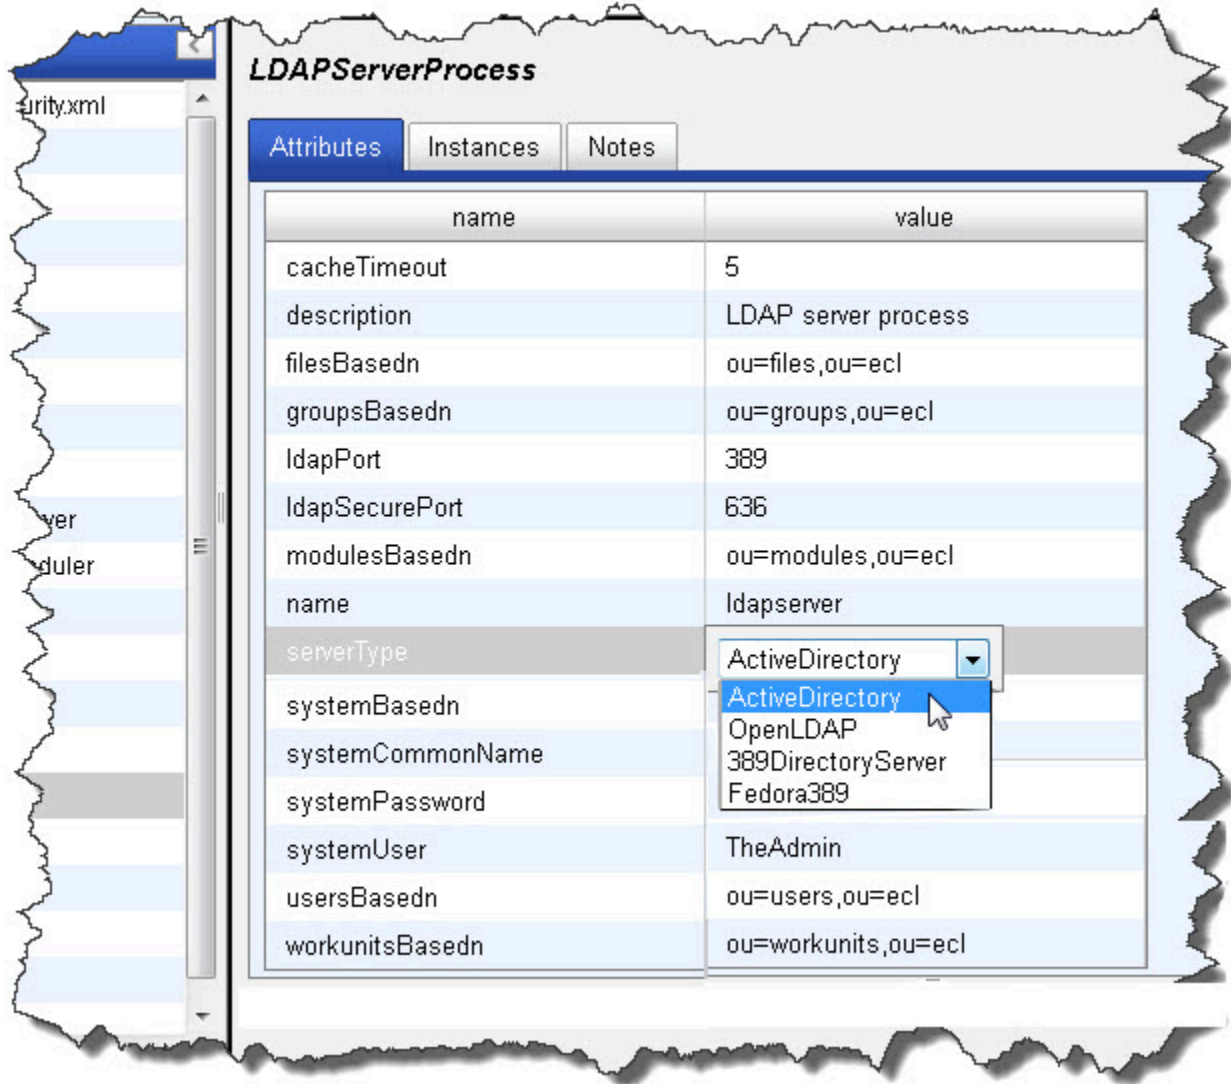 urity.xml
ver
duler
LDAPServerProcess
Attributes Instances Notes
name value
cacheTimeout 5
description LDAP server process
filesBasedn ou=files,ou=ecl
groupsBasedn ou=groups,ou=ecl
ldapPort 389
ldapSecurePort 636
modulesBasedn ou=modules,ou=ecl
name ldapserver
serverType ActiveDirectory
ActiveDirectory
OpenLDAP
389DirectoryServer
Fedora389
systemBasedn
systemCommonName
systemPassword
systemUser TheAdmin
usersBasedn ou=users,ou=ecl
workunitsBasedn ou=workunits,ou=ecl